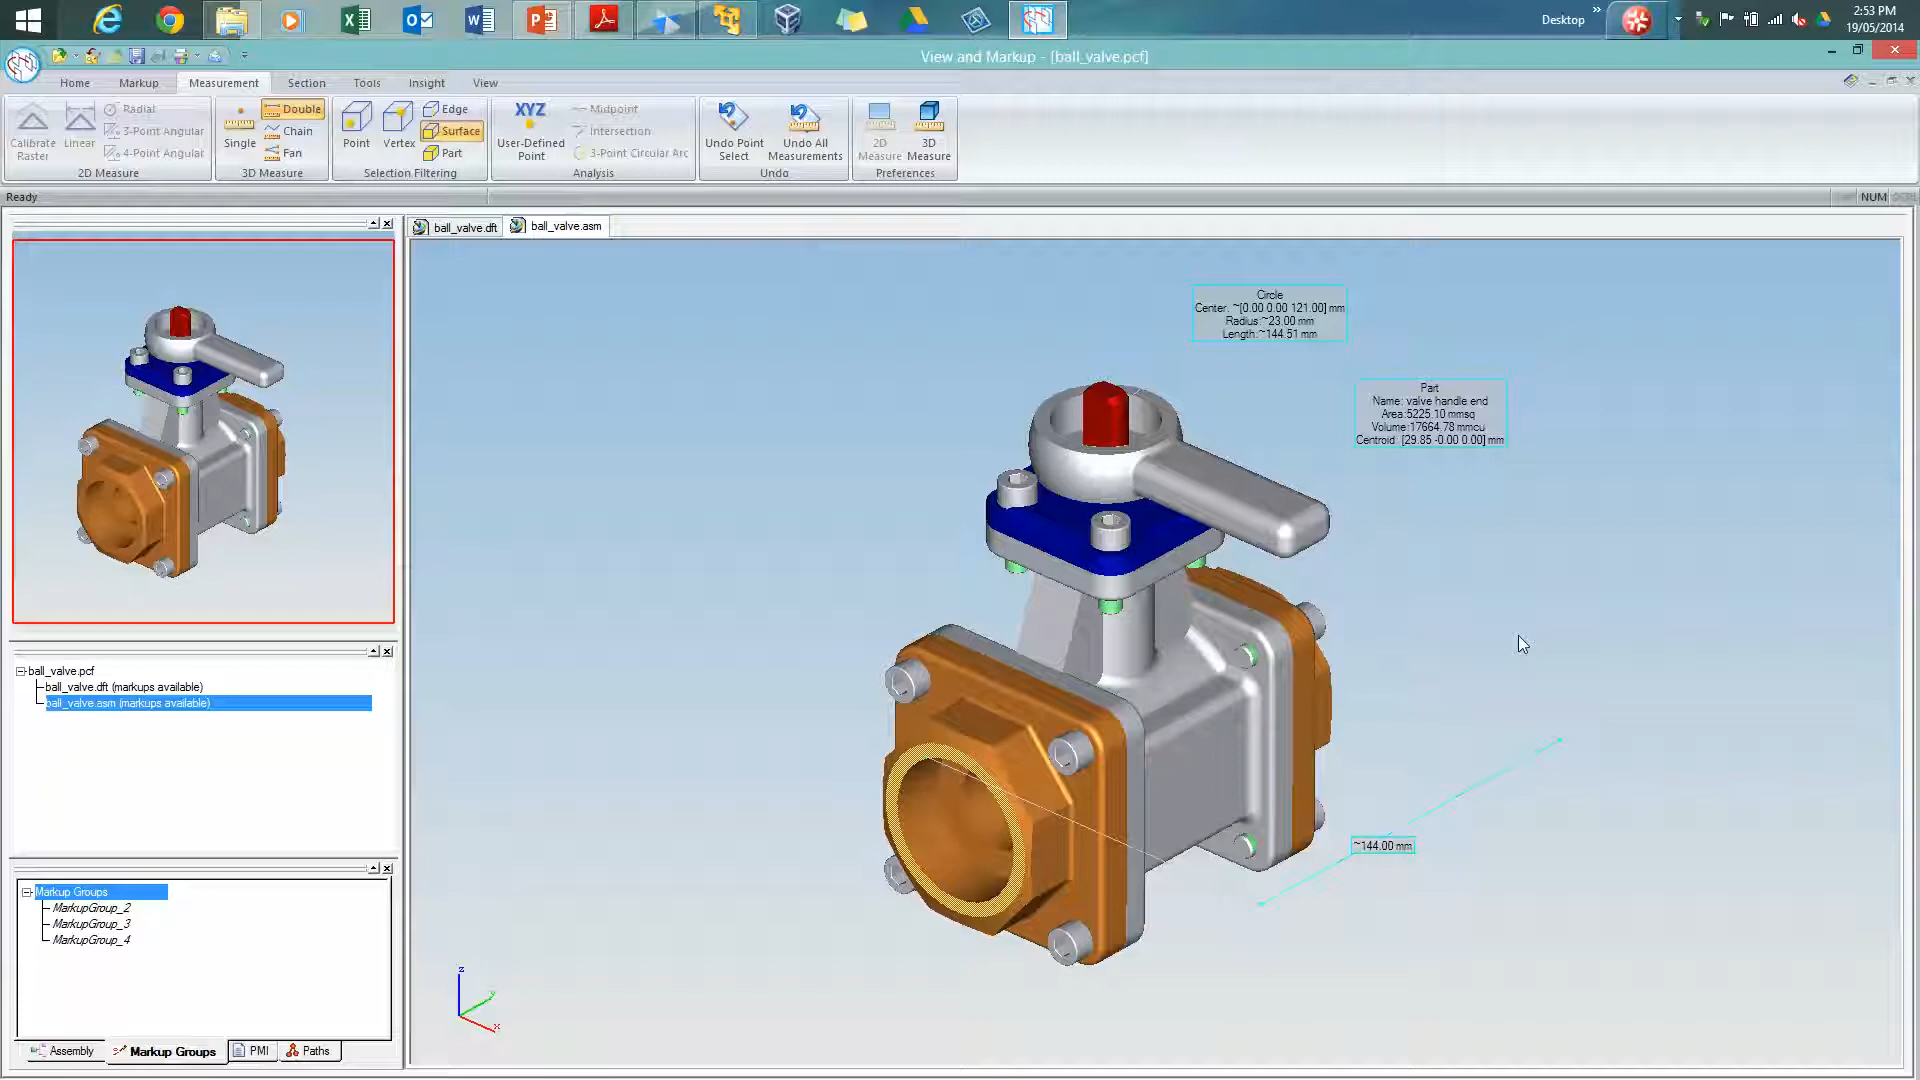 Desktop
2:53 PM
19/05/2014
View and Markup - [ball_valve.pcf]
Home Markup Measurement Section Tools Insight View
Calibrate Raster
Linear
Radial
3-Point Angular
4-Point Angular
2D Measure
Single
Double
Chain
Fan
3D Measure
Point
Vertex
Edge
Surface
Part
Selection Filtering
XYZ
User-Defined Point
Midpoint
Intersection
3-Point Circular Arc
Analysis
Undo Point Select
Undo All Measurements
Undo
2D Measure
3D Measure
Preferences
Ready
NUM
ball_valve.dft
ball_valve.asm
Circle
Center: ~[0.00 0.00 121.00] mm
Radius:~23.00 mm
Length:~144.51 mm
Part
Name: valve handle end
Area:5225.10 mmsq
Volume:17664.78 mmcu
Centroid: [29.85 -0.00 0.00] mm
~144.00 mm
ball_valve.pcf
ball_valve.dft (markups available)
ball_valve.asm (markups available)
Markup Groups
MarkupGroup_2
MarkupGroup_3
MarkupGroup_4
z
y
x
Assembly
Markup Groups
PMI
Paths